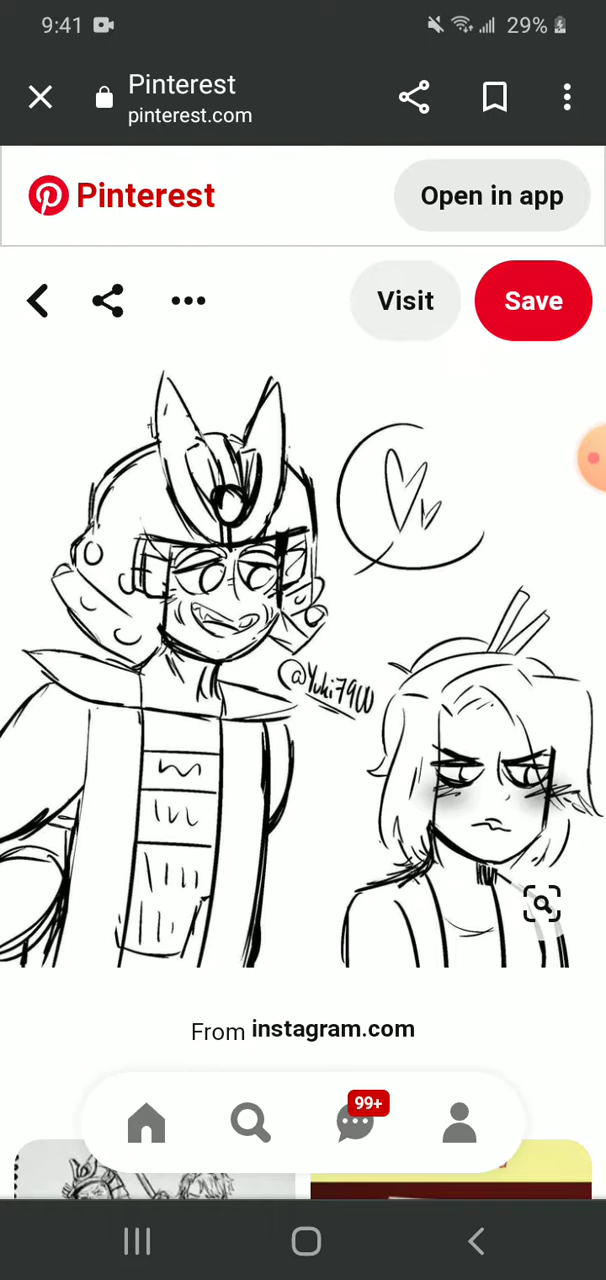 9:41
29%
Pinterest
pinterest.com
Pinterest
Open in app
Visit
Save
@Yuki7900
From instagram.com
99+